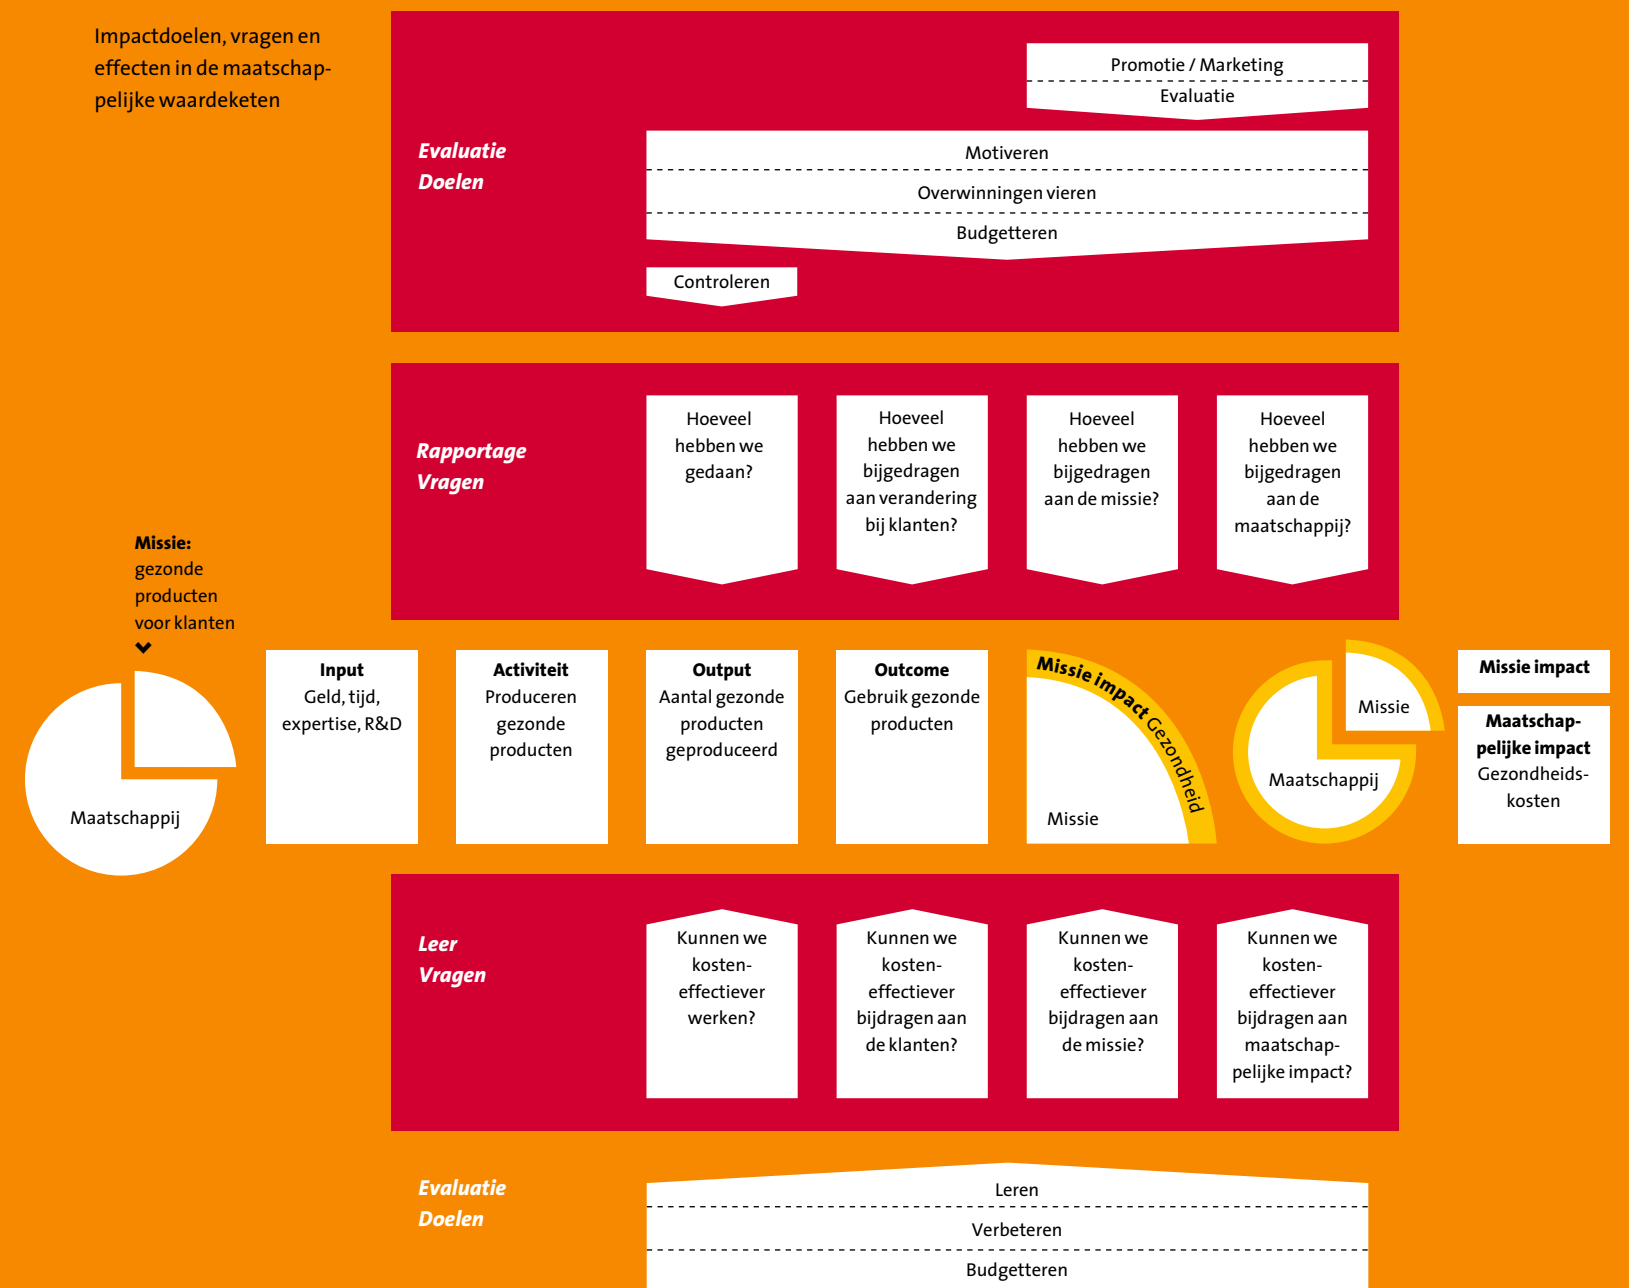 Impactdoelen, vragen en
effecten in de maatschap-
pelijke waardeketen
Promotie / Marketing
Evaluatie
Evaluatie
Doelen
Motiveren
Overwinningen vieren
Budgetteren
Controleren
Rapportage
Vragen
Hoeveel
hebben we
gedaan?
Hoeveel
hebben we
bijgedragen
aan verandering
bij klanten?
Hoeveel
hebben we
bijgedragen
aan de missie?
Hoeveel
hebben we
bijgedragen
aan de
maatschappij?
Missie:
gezonde
producten
voor klanten
Maatschappij
Input
Geld, tijd,
expertise, R&D
Activiteit
Produceren
gezonde
producten
Output
Aantal gezonde
producten
geproduceerd
Outcome
Gebruik gezonde
producten
Missie impact Gezondheid
Missie
Missie
Maatschappij
Missie impact
Maatschap-
pelijke impact
Gezondheids-
kosten
Leer
Vragen
Kunnen we
kosten-
effectiever
werken?
Kunnen we
kosten-
effectiever
bijdragen aan
de klanten?
Kunnen we
kosten-
effectiever
bijdragen aan
de missie?
Kunnen we
kosten-
effectiever
bijdragen aan
maatschap-
pelijke impact?
Evaluatie
Doelen
Leren
Verbeteren
Budgetteren